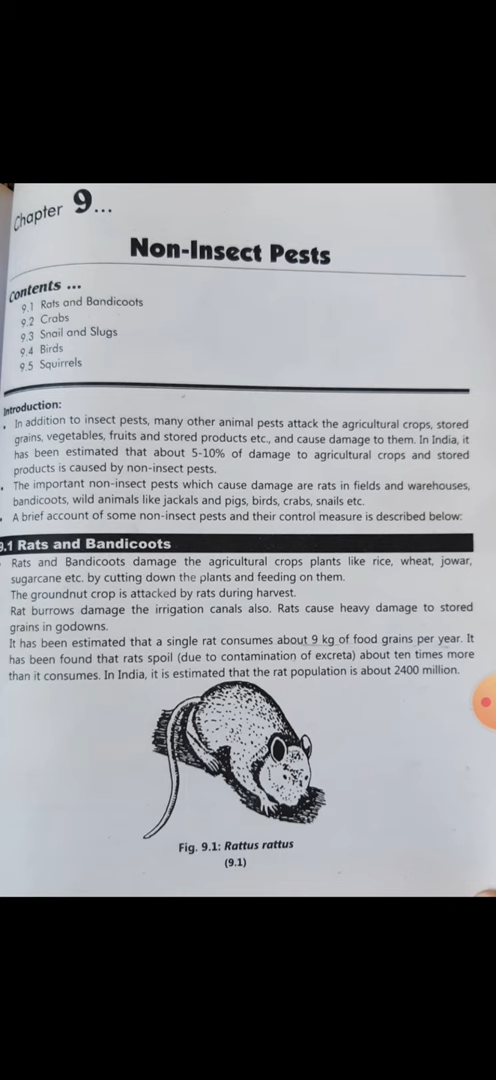 Chapter 9...
Non-Insect Pests
Contents ...
9.1 Rats and Bandicoots
9.2 Crabs
9.3 Snail and Slugs
9.4 Birds
9.5 Squirrels
Introduction:
• In addition to insect pests, many other animal pests attack the agricultural crops, stored
grains, vegetables, fruits and stored products etc., and cause damage to them. In India, it
has been estimated that about 5-10% of damage to agricultural crops and stored
products is caused by non-insect pests.
• The important non-insect pests which cause damage are rats in fields and warehouses,
bandicoots, wild animals like jackals and pigs, birds, crabs, snails etc.
• A brief account of some non-insect pests and their control measure is described below:
9.1 Rats and Bandicoots
Rats and Bandicoots damage the agricultural crops plants like rice, wheat, jowar,
sugarcane etc. by cutting down the plants and feeding on them.
The groundnut crop is attacked by rats during harvest.
Rat burrows damage the irrigation canals also. Rats cause heavy damage to stored
grains in godowns.
It has been estimated that a single rat consumes about 9 kg of food grains per year. It
has been found that rats spoil (due to contamination of excreta) about ten times more
than it consumes. In India, it is estimated that the rat population is about 2400 million.
Fig. 9.1: Rattus rattus
(9.1)